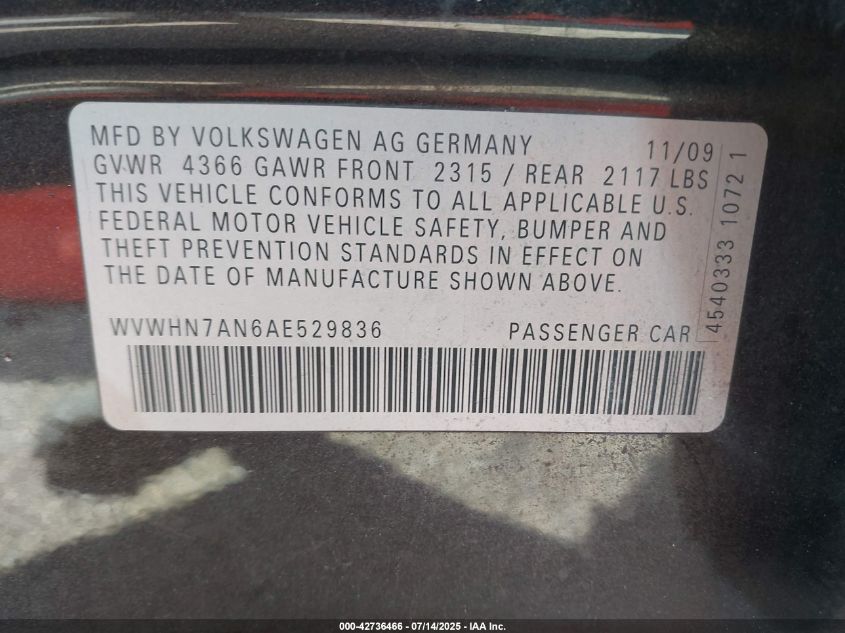 MFD BY VOLKSWAGEN AG GERMANY 11/09
GVWR 4366 GAWR FRONT 2315 / REAR 2117 LBS
THIS VEHICLE CONFORMS TO ALL APPLICABLE U.S.
FEDERAL MOTOR VEHICLE SAFETY, BUMPER AND
THEFT PREVENTION STANDARDS IN EFFECT ON
THE DATE OF MANUFACTURE SHOWN ABOVE.
WVWHN7AN6AE529836 PASSENGER CAR
4540333 1072 1
000-42736466 - 07/14/2025 - IAA Inc.